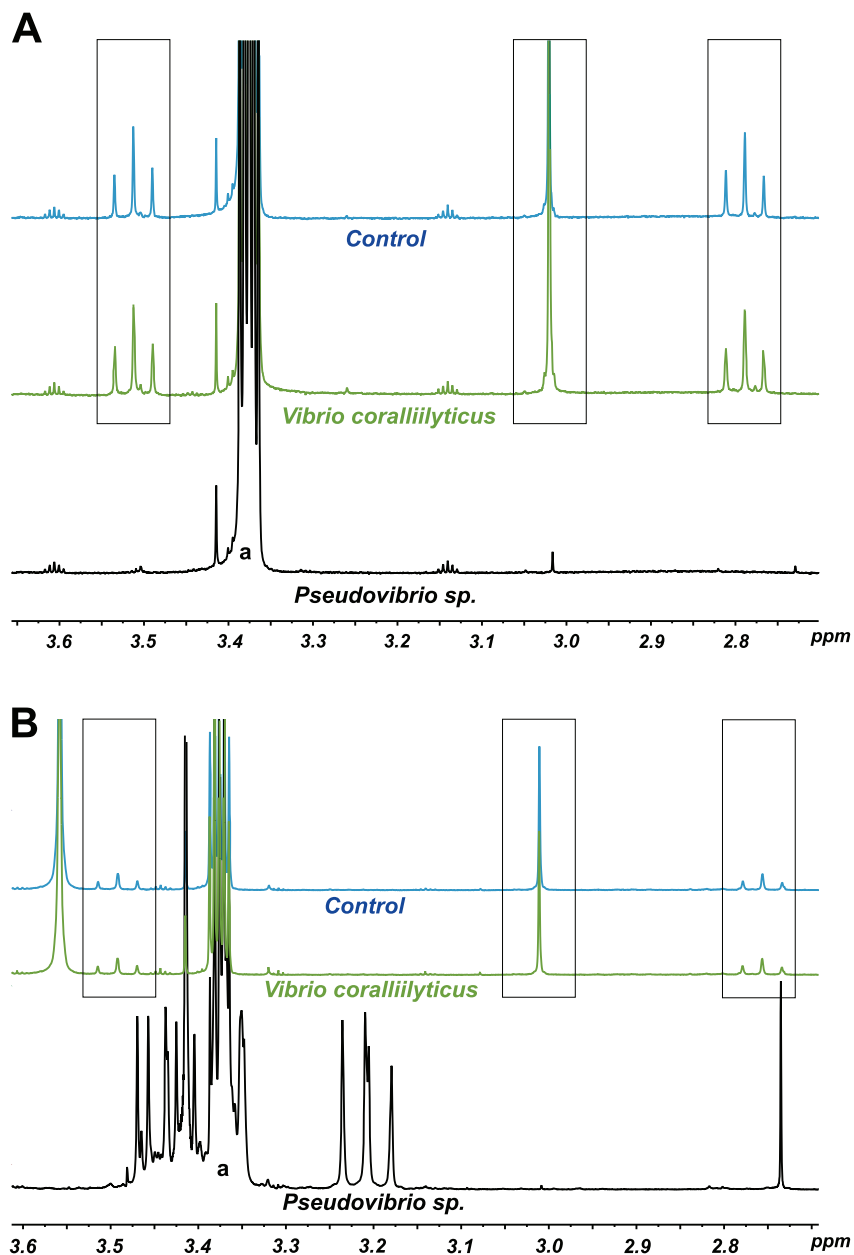 A
Control
Vibrio coralliilyticus
a
Pseudovibrio sp.
3.6 3.5 3.4 3.3 3.2 3.1 3.0 2.9 2.8 ppm
B
Control
Vibrio coralliilyticus
a
Pseudovibrio sp.
3.6 3.5 3.4 3.3 3.2 3.1 3.0 2.9 2.8 ppm